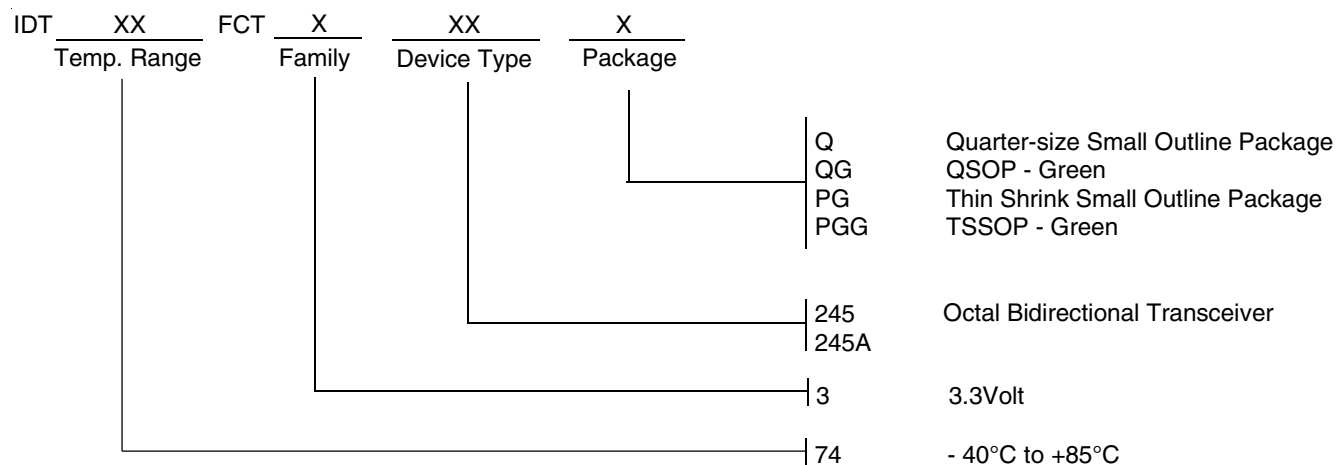 IDT XX FCT X XX X
Temp. Range Family Device Type Package
Q Quarter-size Small Outline Package
QG QSOP - Green
PG Thin Shrink Small Outline Package
PGG TSSOP - Green
245 Octal Bidirectional Transceiver
245A
3 3.3Volt
74 - 40°C to +85°C